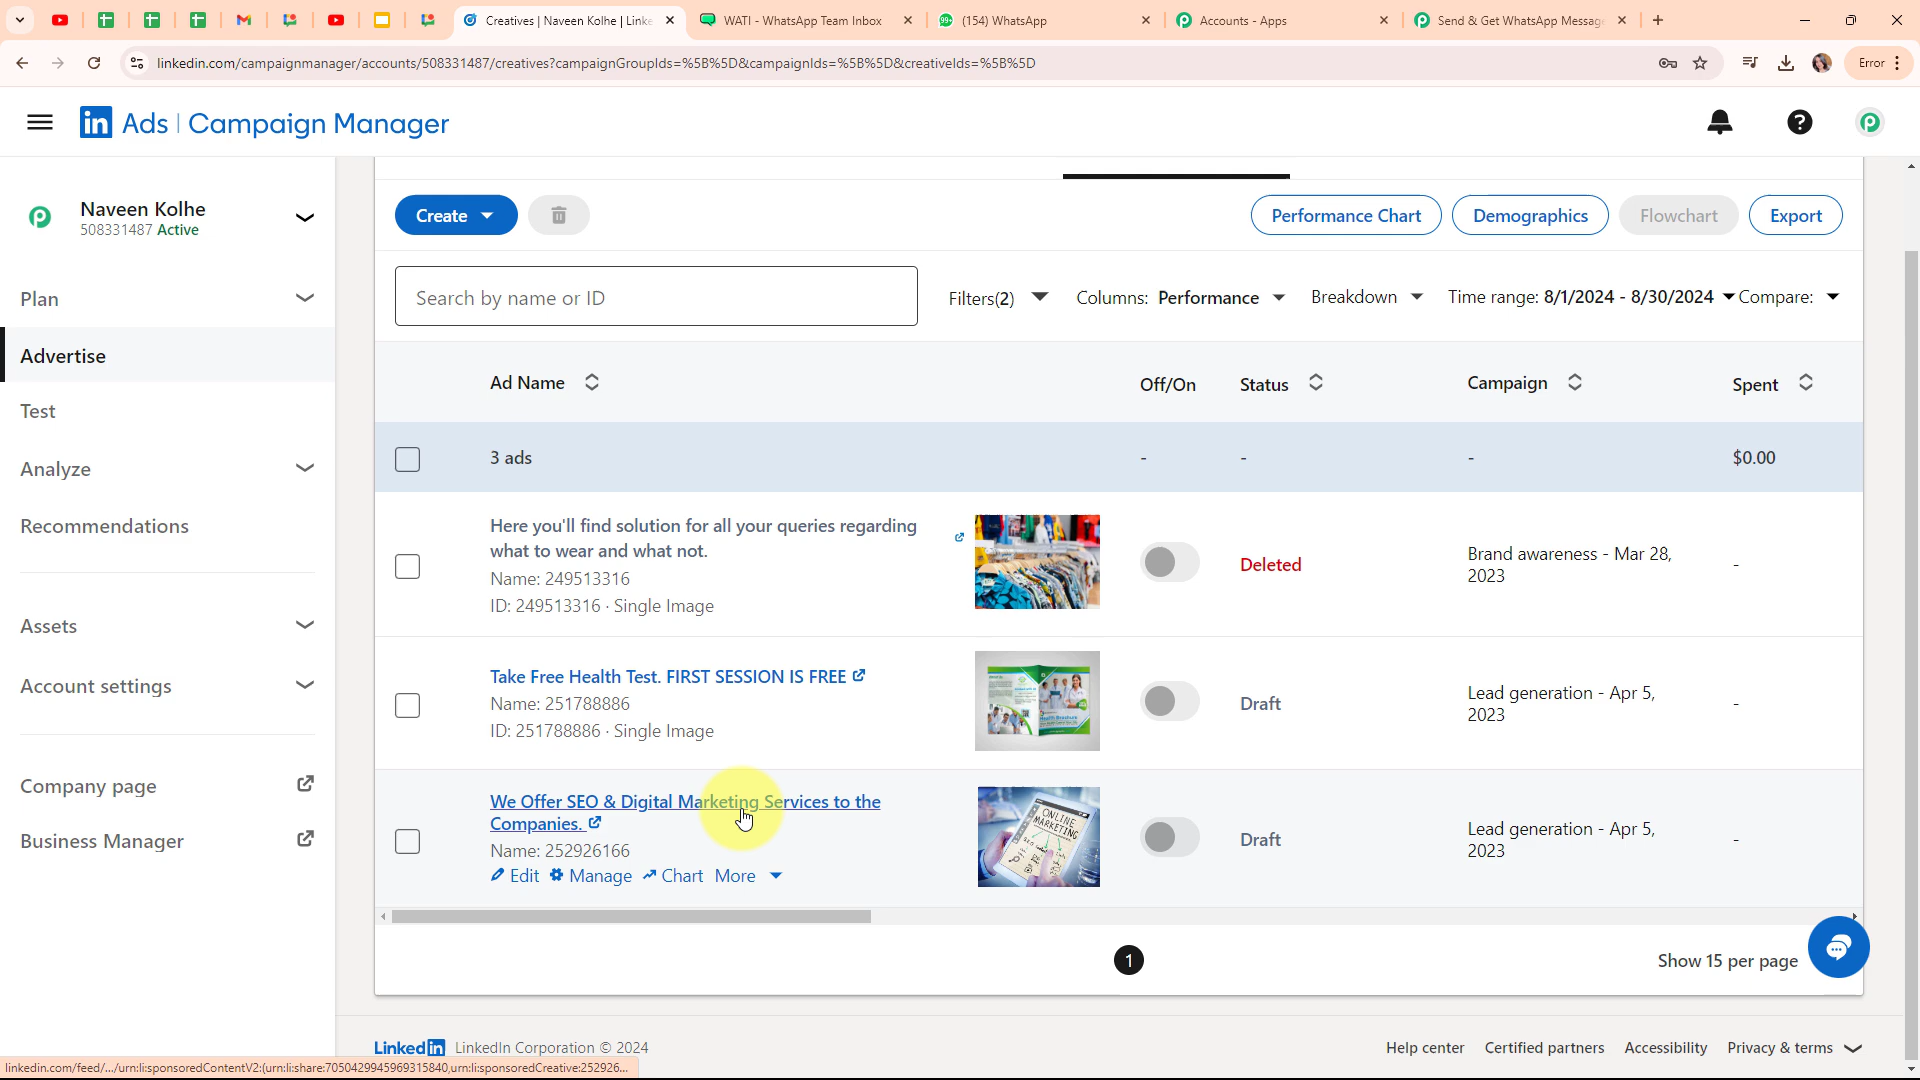 Creatives | Naveen Kolhe | Linke
WATI - WhatsApp Team Inbox
(154) WhatsApp
Accounts - Apps
Send & Get WhatsApp Messag
linkedin.com/campaignmanager/accounts/508331487/creatives?campaignGroupIds=%5B%5D&campaignIds=%5B%5D&creativeIds=%5B%5D
Error
in Ads | Campaign Manager
Naveen Kolhe
508331487 Active
Plan
Advertise
Test
Analyze
Recommendations
Assets
Account settings
Company page
Business Manager
Create
Performance Chart
Demographics
Flowchart
Export
Search by name or ID
Filters(2)
Columns: Performance
Breakdown
Time range: 8/1/2024 - 8/30/2024
Compare:
Ad Name
Off/On
Status
Campaign
Spent
3 ads
-
-
-
$0.00
Here you'll find solution for all your queries regarding
what to wear and what not.
Name: 249513316
ID: 249513316 · Single Image
Deleted
Brand awareness - Mar 28,
2023
-
Take Free Health Test. FIRST SESSION IS FREE
Name: 251788886
ID: 251788886 · Single Image
Draft
Lead generation - Apr 5,
2023
-
We Offer SEO & Digital Marketing Services to the
Companies.
Name: 252926166
Edit Manage Chart More
ONLINE
MARKETING
Draft
Lead generation - Apr 5,
2023
-
1
Show 15 per page
LinkedIn LinkedIn Corporation © 2024
Help center
Certified partners
Accessibility
Privacy & terms
linkedin.com/feed/.../urn:li:sponsoredContentV2:(urn:li:share:7050429945969315840,urn:li:sponsoredCreative:252926...